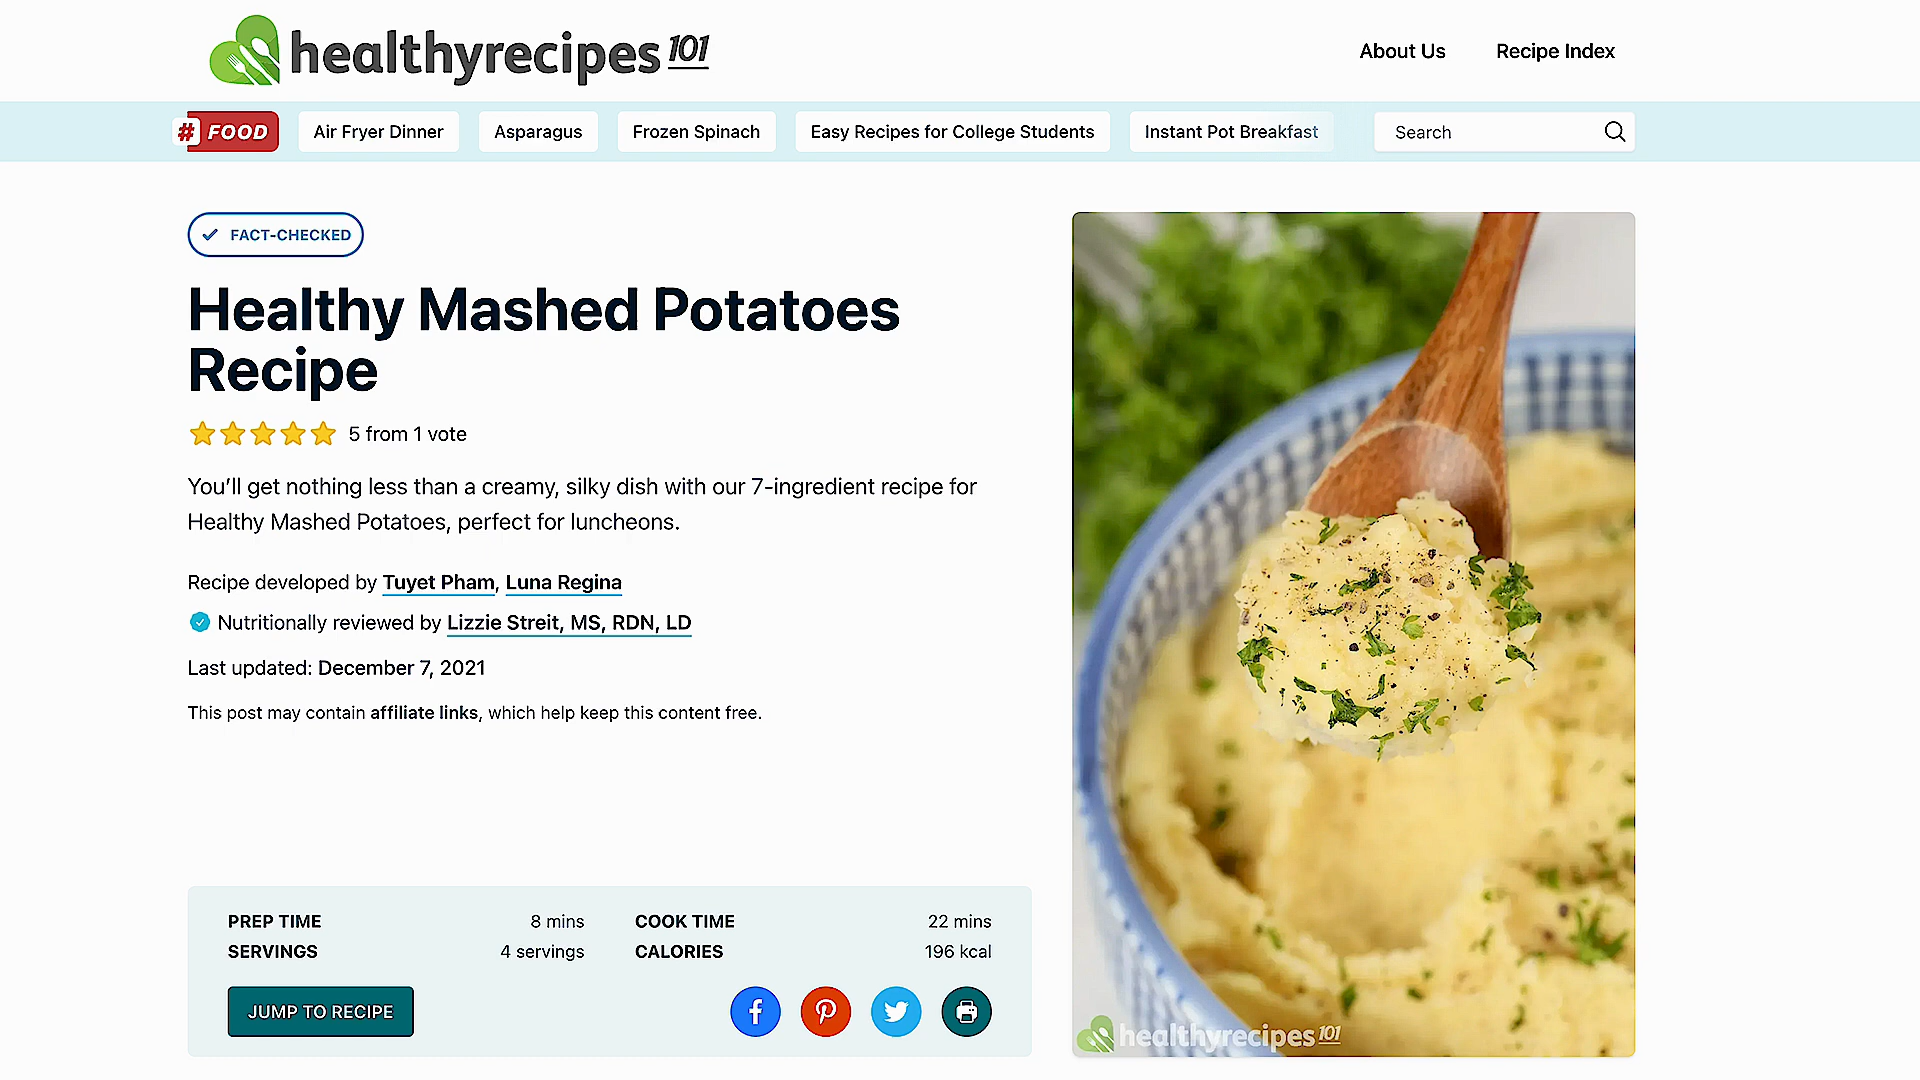 healthyrecipes 101
About Us
Recipe Index
# FOOD
Air Fryer Dinner
Asparagus
Frozen Spinach
Easy Recipes for College Students
Instant Pot Breakfast
Search
FACT-CHECKED
Healthy Mashed Potatoes
Recipe
5 from 1 vote
You’ll get nothing less than a creamy, silky dish with our 7-ingredient recipe for
Healthy Mashed Potatoes, perfect for luncheons.
Recipe developed by Tuyet Pham, Luna Regina
Nutritionally reviewed by Lizzie Streit, MS, RDN, LD
Last updated: December 7, 2021
This post may contain affiliate links, which help keep this content free.
PREP TIME 8 mins
COOK TIME 22 mins
SERVINGS 4 servings
CALORIES 196 kcal
JUMP TO RECIPE
healthyrecipes 101